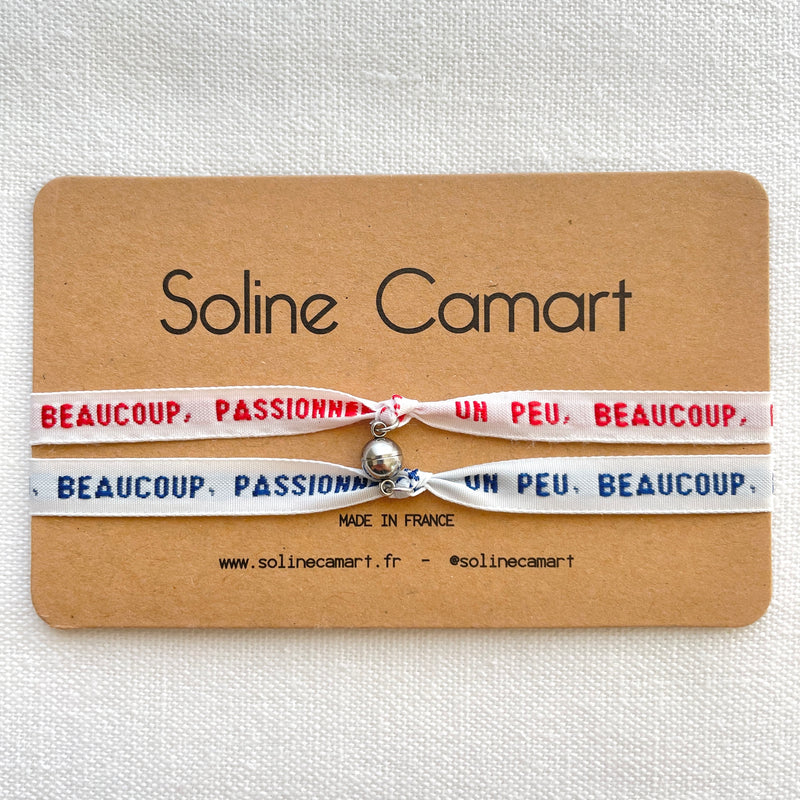 Soline Camart
BEAUCOUP, PASSIONNE UN PEU, BEAUCOUP,
, BEAUCOUP, PASSIONN UN PEU, BEAUCOUP,
MADE IN FRANCE
www.solinecamart.fr - @solinecamart